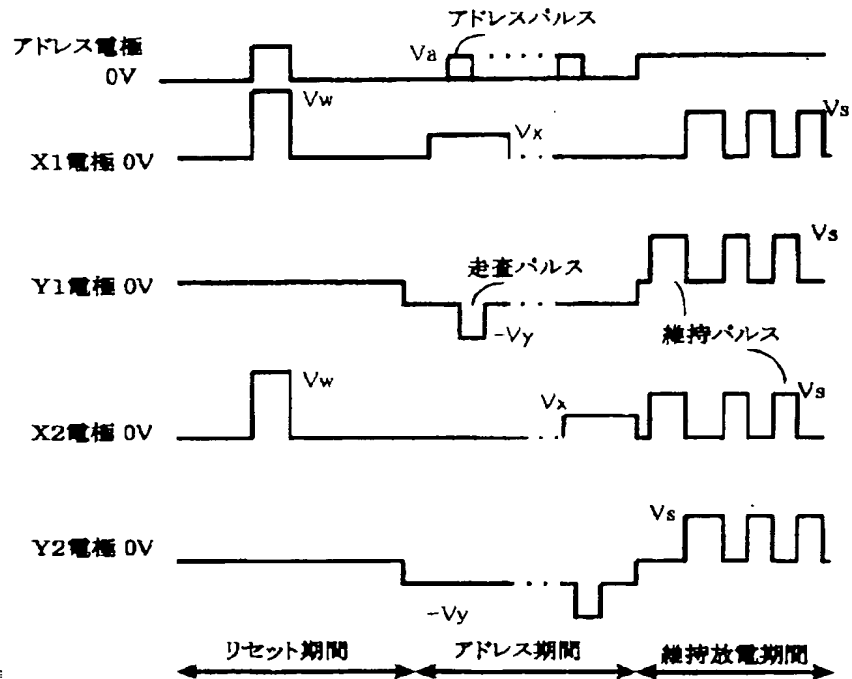 アドレスパルス
アドレス電極
0V
Va
Vw
Vx
Vs
X1電極 0V
Vs
Y1電極 0V
走査パルス
-Vy
維持パルス
Vw
Vx
Vs
X2電極 0V
Vs
Y2電極 0V
-Vy
リセット期間
アドレス期間
維持放電期間